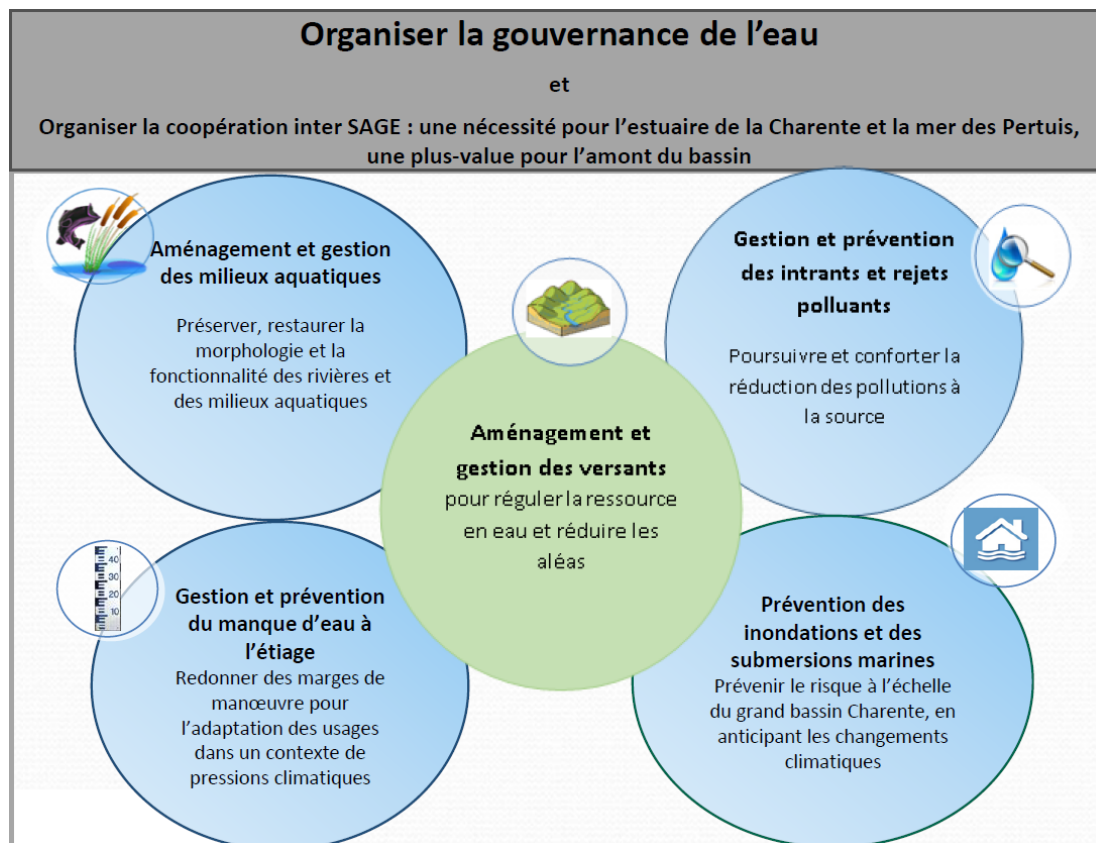 Organiser la gouvernance de l'eau
et
Organiser la coopération inter SAGE : une nécessité pour l'estuaire de la Charente et la mer des Pertuis,
une plus-value pour l'amont du bassin
Aménagement et gestion
des milieux aquatiques
Préserver, restaurer la
morphologie et la
fonctionnalité des rivières et
des milieux aquatiques
Gestion et prévention
des intrants et rejets
polluants
Poursuivre et conforter la
réduction des pollutions à
la source
Aménagement et
gestion des versants
pour réguler la ressource
en eau et réduire les
aléas
40
30
20
10
Gestion et prévention
du manque d'eau à
l'étiage
Redonner des marges de
manœuvre pour
l'adaptation des usages
dans un contexte de
pressions climatiques
Prévention des
inondations et des
submersions marines
Prévenir le risque à l'échelle
du grand bassin Charente, en
anticipant les changements
climatiques